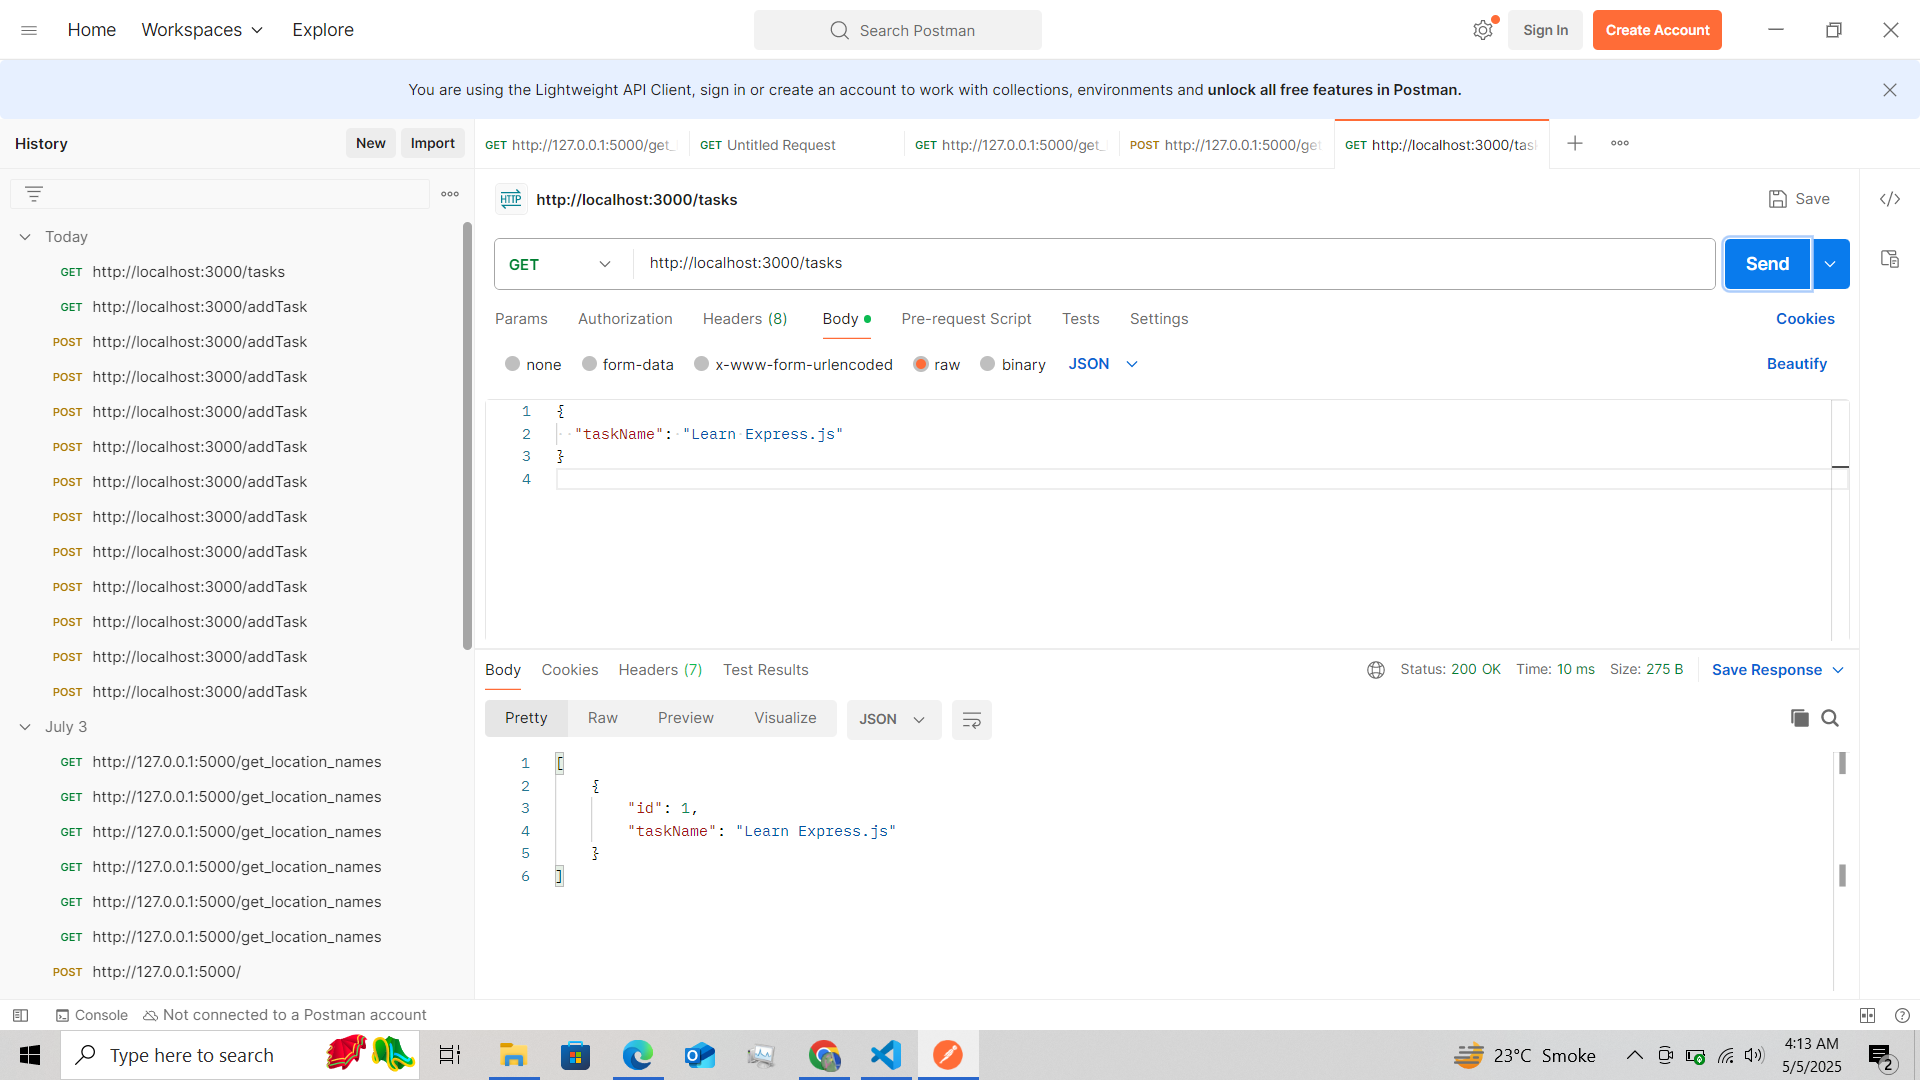 Home
Workspaces
Explore
Search Postman
Sign In
Create Account
You are using the Lightweight API Client, sign in or create an account to work with collections, environments and unlock all free features in Postman.
History
New
Import
GET http://127.0.0.1:5000/get_
GET Untitled Request
GET http://127.0.0.1:5000/get_
POST http://127.0.0.1:5000/get
GET http://localhost:3000/tas
Today
GET http://localhost:3000/tasks
GET http://localhost:3000/addTask
POST http://localhost:3000/addTask
POST http://localhost:3000/addTask
POST http://localhost:3000/addTask
POST http://localhost:3000/addTask
POST http://localhost:3000/addTask
POST http://localhost:3000/addTask
POST http://localhost:3000/addTask
POST http://localhost:3000/addTask
POST http://localhost:3000/addTask
POST http://localhost:3000/addTask
POST http://localhost:3000/addTask
July 3
GET http://127.0.0.1:5000/get_location_names
GET http://127.0.0.1:5000/get_location_names
GET http://127.0.0.1:5000/get_location_names
GET http://127.0.0.1:5000/get_location_names
GET http://127.0.0.1:5000/get_location_names
GET http://127.0.0.1:5000/get_location_names
POST http://127.0.0.1:5000/
HTTP http://localhost:3000/tasks
Save
</>
GET
http://localhost:3000/tasks
Send
Params
Authorization
Headers (8)
Body
Pre-request Script
Tests
Settings
Cookies
none
form-data
x-www-form-urlencoded
raw
binary
JSON
Beautify
1 {
2 "taskName": "Learn Express.js"
3 }
4
Body
Cookies
Headers (7)
Test Results
Status: 200 OK
Time: 10 ms
Size: 275 B
Save Response
Pretty
Raw
Preview
Visualize
JSON
1 [
2 {
3 "id": 1,
4 "taskName": "Learn Express.js"
5 }
6 ]
Console
Not connected to a Postman account
Type here to search
23°C Smoke
4:13 AM
5/5/2025
2